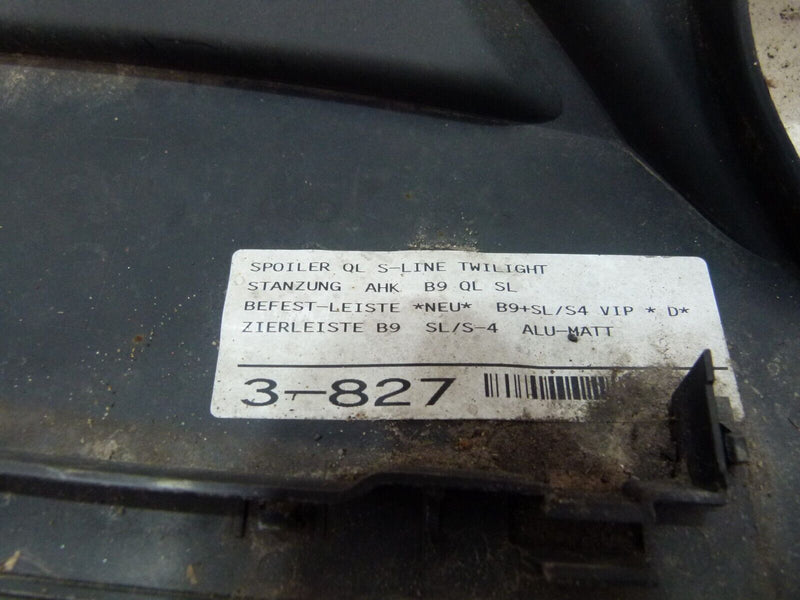 SPOILER QL S-LINE TWILIGHT
STANZUNG AHK B9 QL SL
BEFEST-LEISTE *NEU* B9+SL/S4 VIP * D*
ZIERLEISTE B9 SL/S-4 ALU-MATT
3-827